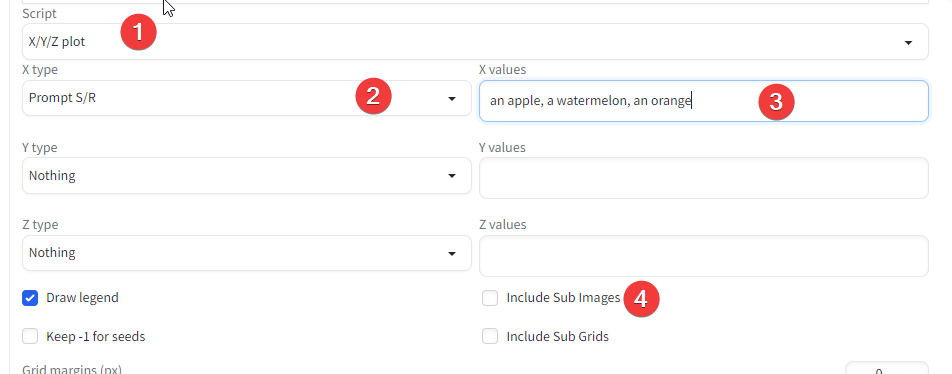 Script
1
X/Y/Z plot
X type
X values
Prompt S/R
2
an apple, a watermelon, an orange
3
Y type
Y values
Nothing
Z type
Z values
Nothing
Draw legend
Include Sub Images
4
Keep -1 for seeds
Include Sub Grids
Grid margins (px)
0